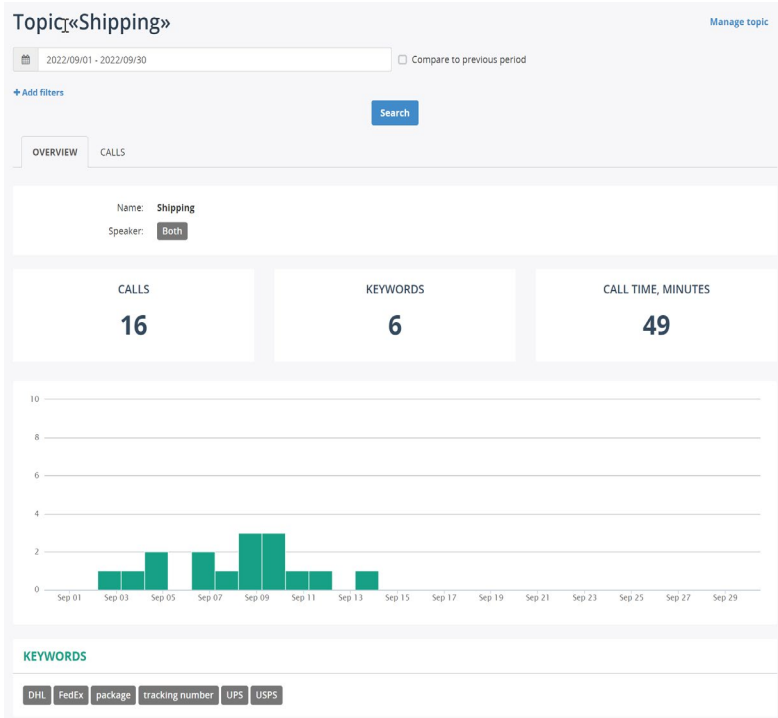 Topic «Shipping»
Manage topic
2022/09/01 - 2022/09/30
Compare to previous period
+ Add filters
Search
OVERVIEW CALLS
Name: Shipping
Speaker: Both
CALLS KEYWORDS CALL TIME, MINUTES
16 6 49
10
8
6
4
2
0
Sep 01 Sep 03 Sep 05 Sep 07 Sep 09 Sep 11 Sep 13 Sep 15 Sep 17 Sep 19 Sep 21 Sep 23 Sep 25 Sep 27 Sep 29
KEYWORDS
DHL FedEx package tracking number UPS USPS